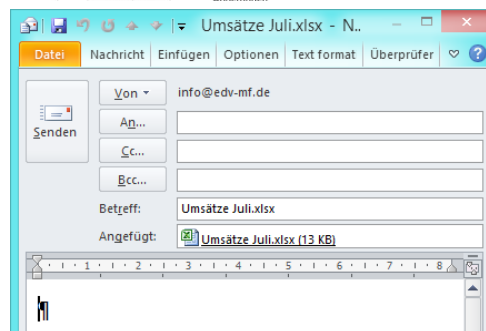 Umsätze Juli.xlsx - N..
Datei Nachricht Einfügen Optionen Text format Überprüfer
Von info@edv-mf.de
Senden
An...
Cc...
Bcc...
Betreff: Umsätze Juli.xlsx
Angefügt: Umsätze Juli.xlsx (13 KB)
1 2 3 4 5 6 7 8
¶